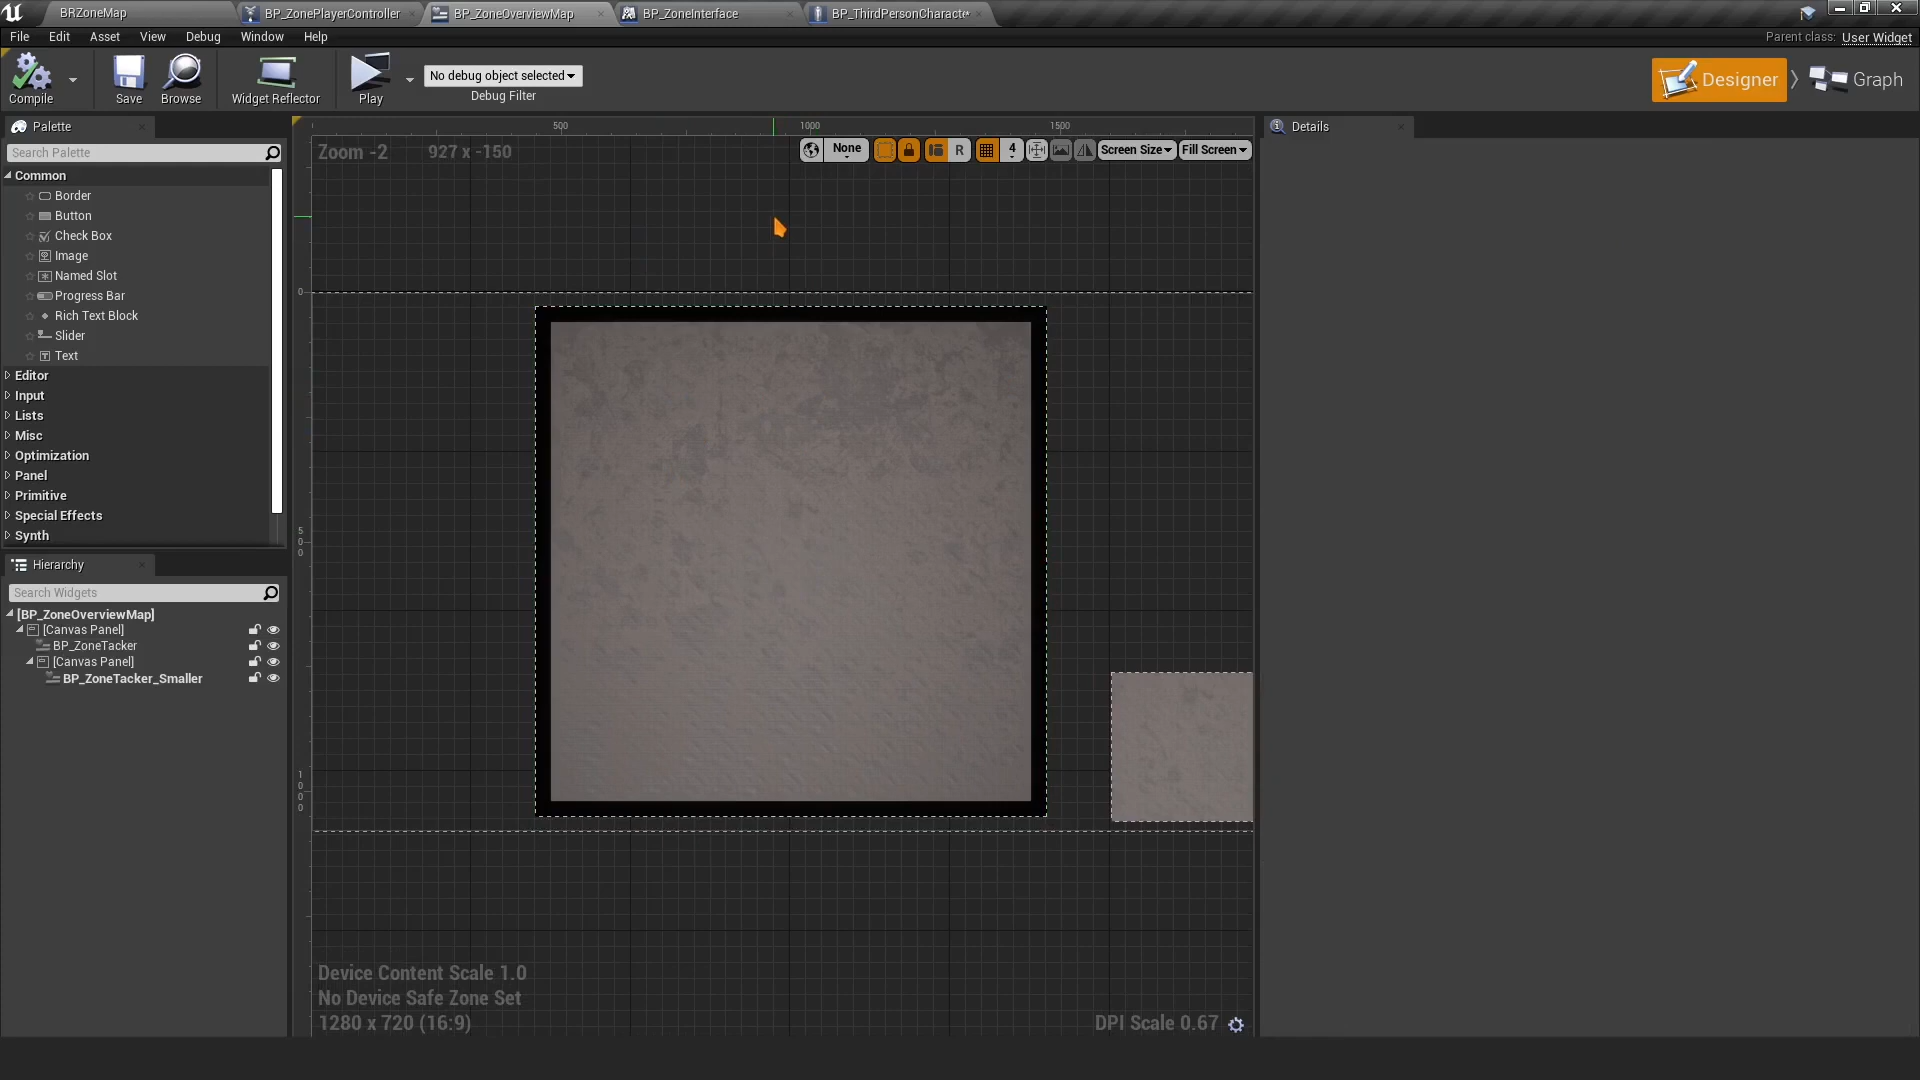 BRZoneMap
BP_ZonePlayerController
BP_ZoneOverviewMap
BP_ZoneInterface
BP_ThirdPersonCharacte*
File Edit Asset View Debug Window Help
Parent class: User Widget
Compile
Save
Browse
Widget Reflector
Play
No debug object selected
Debug Filter
Designer
Graph
Palette
Search Palette
Common
Border
Button
Check Box
Image
Named Slot
Progress Bar
Rich Text Block
Slider
Text
Editor
Input
Lists
Misc
Optimization
Panel
Primitive
Special Effects
Synth
Hierarchy
Search Widgets
[BP_ZoneOverviewMap]
[Canvas Panel]
BP_ZoneTacker
[Canvas Panel]
BP_ZoneTacker_Smaller
500 1000 1500
Zoom -2 927 x -150
None R 4 Screen Size Fill Screen
0
500
1000
Device Content Scale 1.0
No Device Safe Zone Set
1280 x 720 (16:9)
DPI Scale 0.67
Details